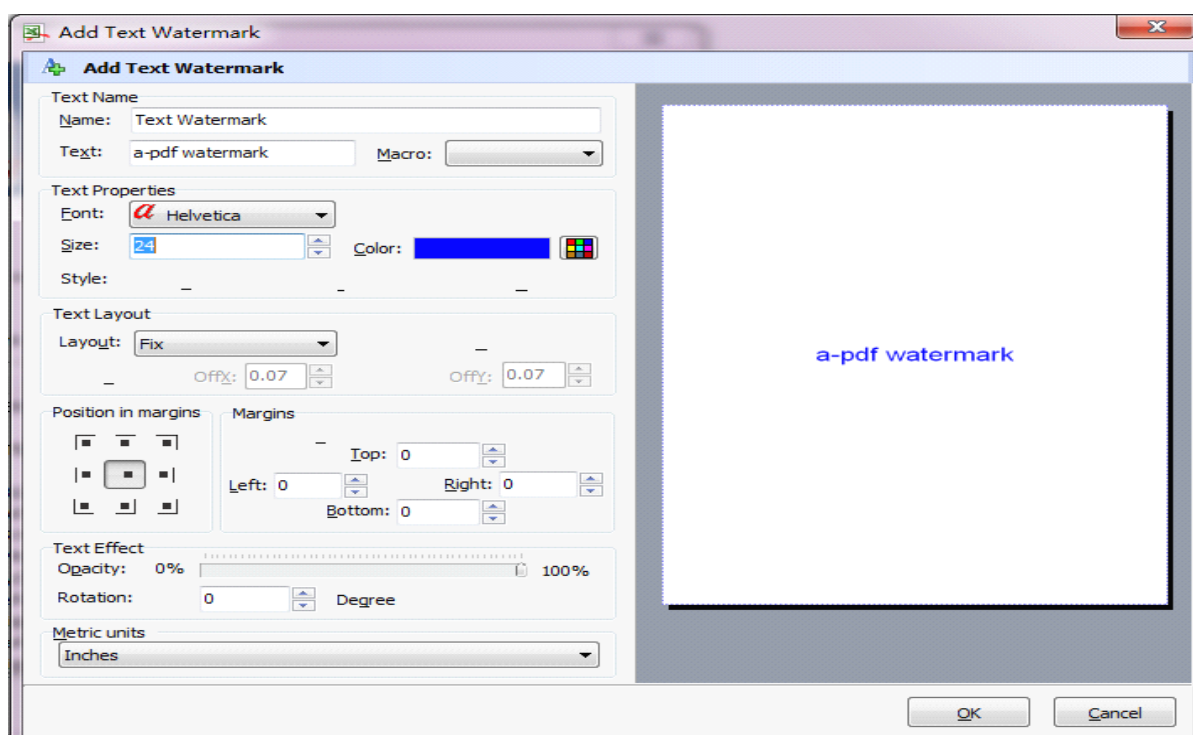 Add Text Watermark
Add Text Watermark
Text Name
Name: Text Watermark
Text: a-pdf watermark Macro:
Text Properties
Font: a Helvetica
Size: 24 Color:
Style:
Text Layout
Layout: Fix
OffX: 0.07 OffY: 0.07
Position in margins Margins
Top: 0
Left: 0 Right: 0
Bottom: 0
Text Effect
Opacity: 0% 100%
Rotation: 0 Degree
Metric units
Inches
a-pdf watermark
OK Cancel